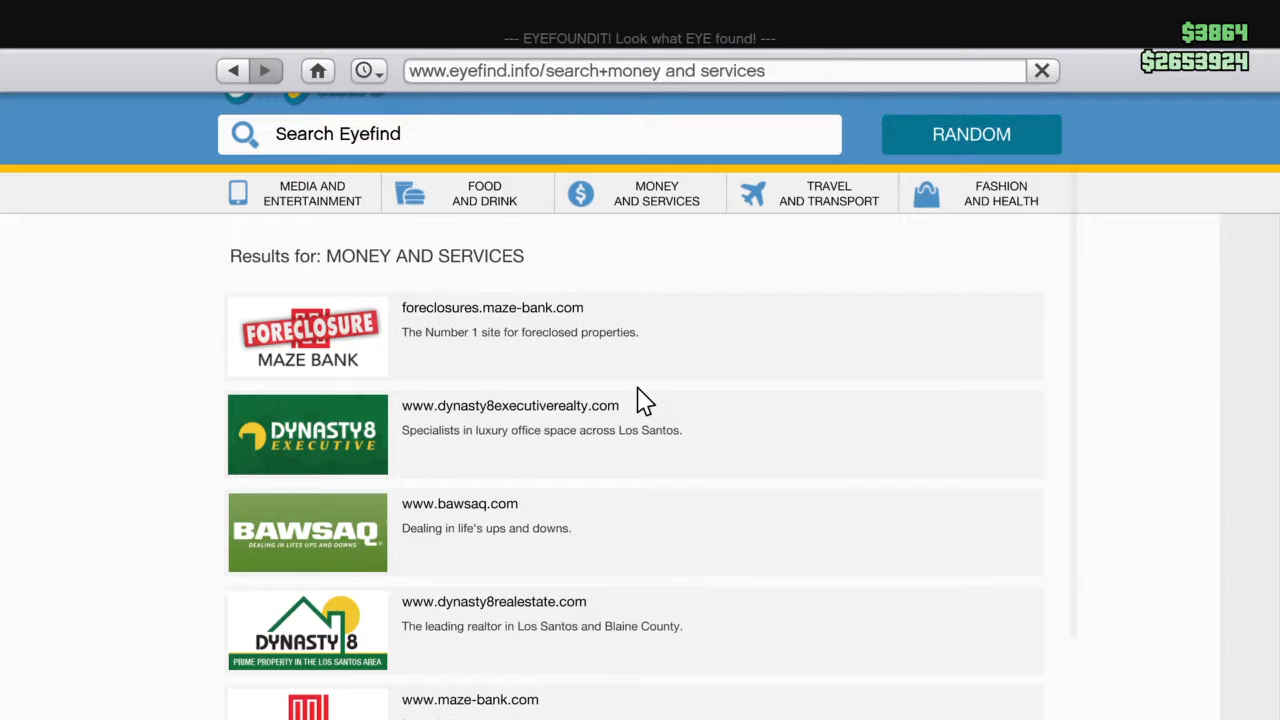 --- EYEFOUNDIT! Look what EYE found! ---
$3864
$2653924
www.eyefind.info/search+money and services
Search Eyefind
RANDOM
MEDIA AND
ENTERTAINMENT
FOOD
AND DRINK
MONEY
AND SERVICES
TRAVEL
AND TRANSPORT
FASHION
AND HEALTH
Results for: MONEY AND SERVICES
FORECLOSURE
MAZE BANK
foreclosures.maze-bank.com
The Number 1 site for foreclosed properties.
DYNASTY8
EXECUTIVE
www.dynasty8executiverealty.com
Specialists in luxury office space across Los Santos.
BAWSAQ
DEALING IN LIFE'S UPS AND DOWNS
www.bawsaq.com
Dealing in life's ups and downs.
DYNASTY 8
PRIME PROPERTY IN THE LOS SANTOS AREA
www.dynasty8realestate.com
The leading realtor in Los Santos and Blaine County.
www.maze-bank.com